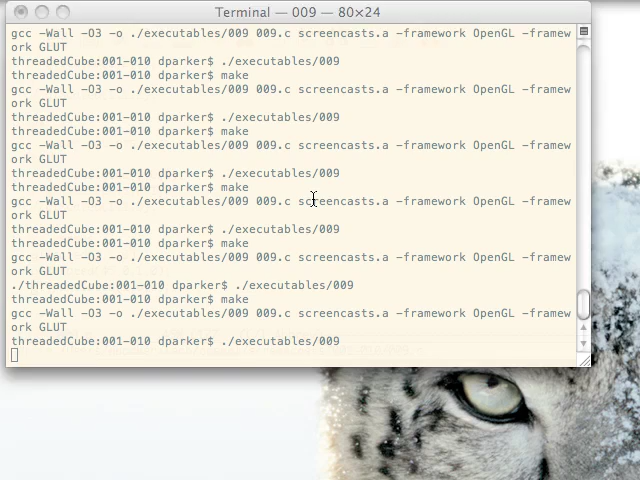 Terminal — 009 — 80×24
gcc -Wall -O3 -o ./executables/009 009.c screencasts.a -framework OpenGL -framew
ork GLUT
threadedCube:001-010 dparker$ ./executables/009
threadedCube:001-010 dparker$ make
gcc -Wall -O3 -o ./executables/009 009.c screencasts.a -framework OpenGL -framew
ork GLUT
threadedCube:001-010 dparker$ ./executables/009
threadedCube:001-010 dparker$ make
gcc -Wall -O3 -o ./executables/009 009.c screencasts.a -framework OpenGL -framew
ork GLUT
threadedCube:001-010 dparker$ ./executables/009
threadedCube:001-010 dparker$ make
gcc -Wall -O3 -o ./executables/009 009.c screencasts.a -framework OpenGL -framew
ork GLUT
threadedCube:001-010 dparker$ ./executables/009
threadedCube:001-010 dparker$ make
gcc -Wall -O3 -o ./executables/009 009.c screencasts.a -framework OpenGL -framew
ork GLUT
./threadedCube:001-010 dparker$ ./executables/009
threadedCube:001-010 dparker$ make
gcc -Wall -O3 -o ./executables/009 009.c screencasts.a -framework OpenGL -framew
ork GLUT
threadedCube:001-010 dparker$ ./executables/009